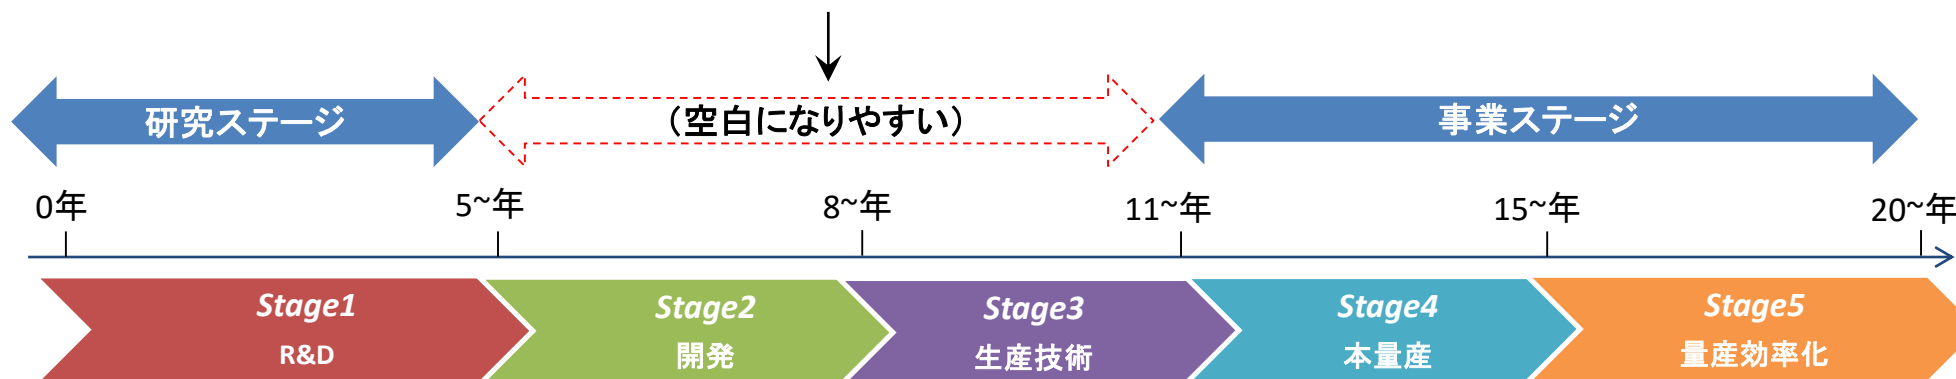 研究ステージ
(空白になりやすい)
事業ステージ
0年
5~年
8~年
11~年
15~年
20~年
Stage1
R&D
Stage2
開発
Stage3
生産技術
Stage4
本量産
Stage5
量産効率化